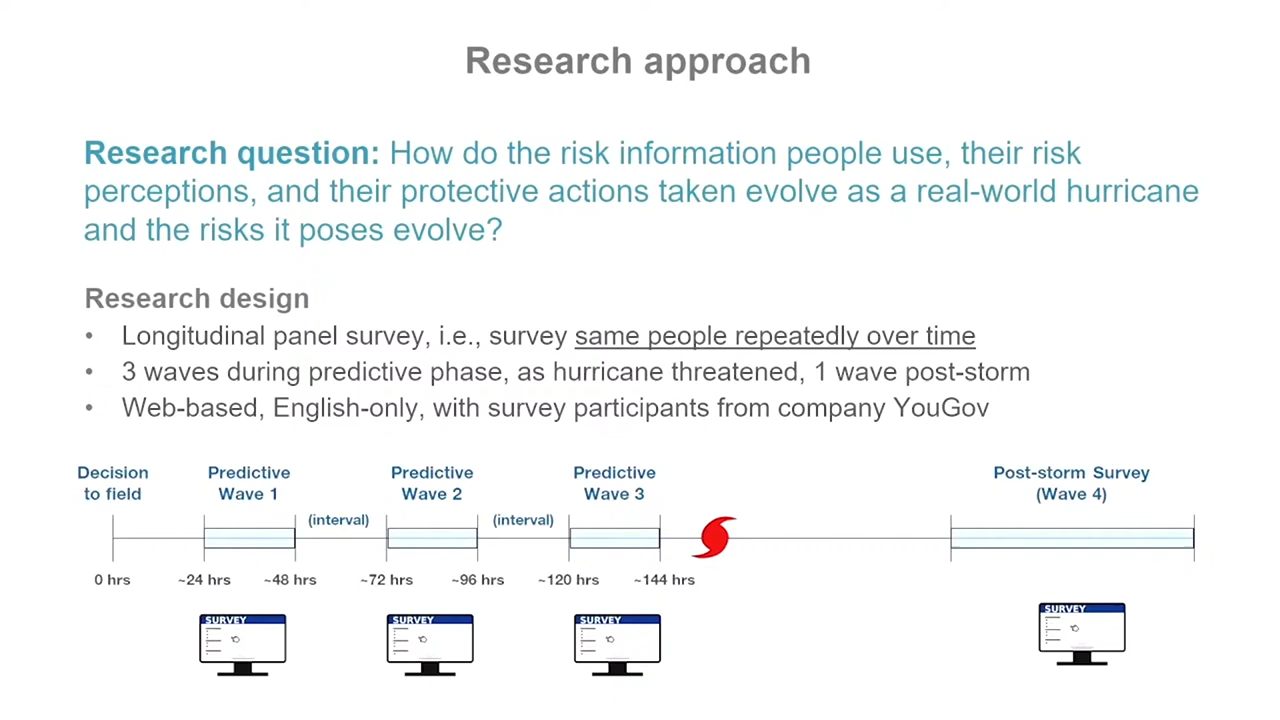 Research approach
Research question: How do the risk information people use, their risk
perceptions, and their protective actions taken evolve as a real-world hurricane
and the risks it poses evolve?
Research design
• Longitudinal panel survey, i.e., survey same people repeatedly over time
• 3 waves during predictive phase, as hurricane threatened, 1 wave post-storm
• Web-based, English-only, with survey participants from company YouGov
Decision
to field
Predictive
Wave 1
Predictive
Wave 2
Predictive
Wave 3
Post-storm Survey
(Wave 4)
(interval)
(interval)
0 hrs
~24 hrs
~48 hrs
~72 hrs
~96 hrs
~120 hrs
~144 hrs
SURVEY
SURVEY
SURVEY
SURVEY